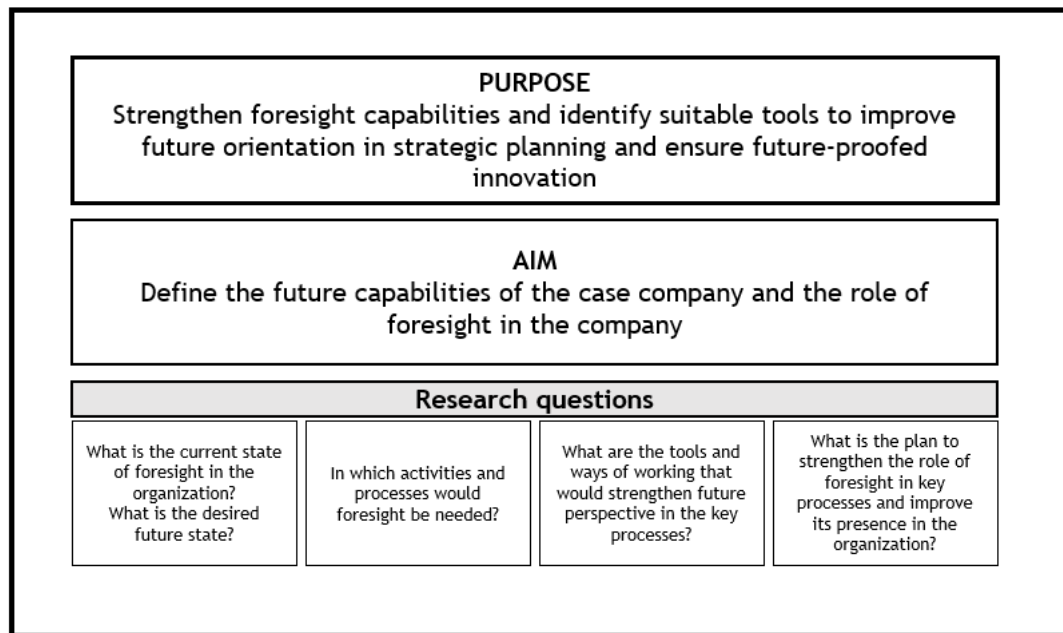 PURPOSE
Strengthen foresight capabilities and identify suitable tools to improve
future orientation in strategic planning and ensure future-proofed
innovation
AIM
Define the future capabilities of the case company and the role of
foresight in the company
Research questions
What is the current state
of foresight in the
organization?
What is the desired
future state?
In which activities and
processes would
foresight be needed?
What are the tools and
ways of working that
would strengthen future
perspective in the key
processes?
What is the plan to
strengthen the role of
foresight in key
processes and improve
its presence in the
organization?